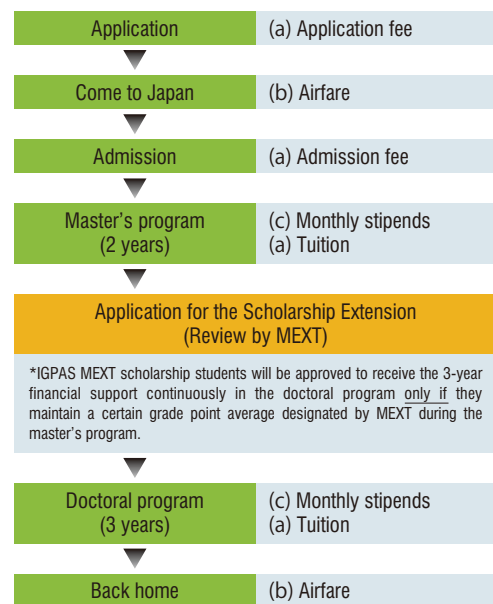 Application
(a) Application fee
Come to Japan
(b) Airfare
Admission
(a) Admission fee
Master's program
(2 years)
(c) Monthly stipends
(a) Tuition
Application for the Scholarship Extension
(Review by MEXT)
*IGPAS MEXT scholarship students will be approved to receive the 3-year
financial support continuously in the doctoral program only if they
maintain a certain grade point average designated by MEXT during the
master's program.
Doctoral program
(3 years)
(c) Monthly stipends
(a) Tuition
Back home
(b) Airfare